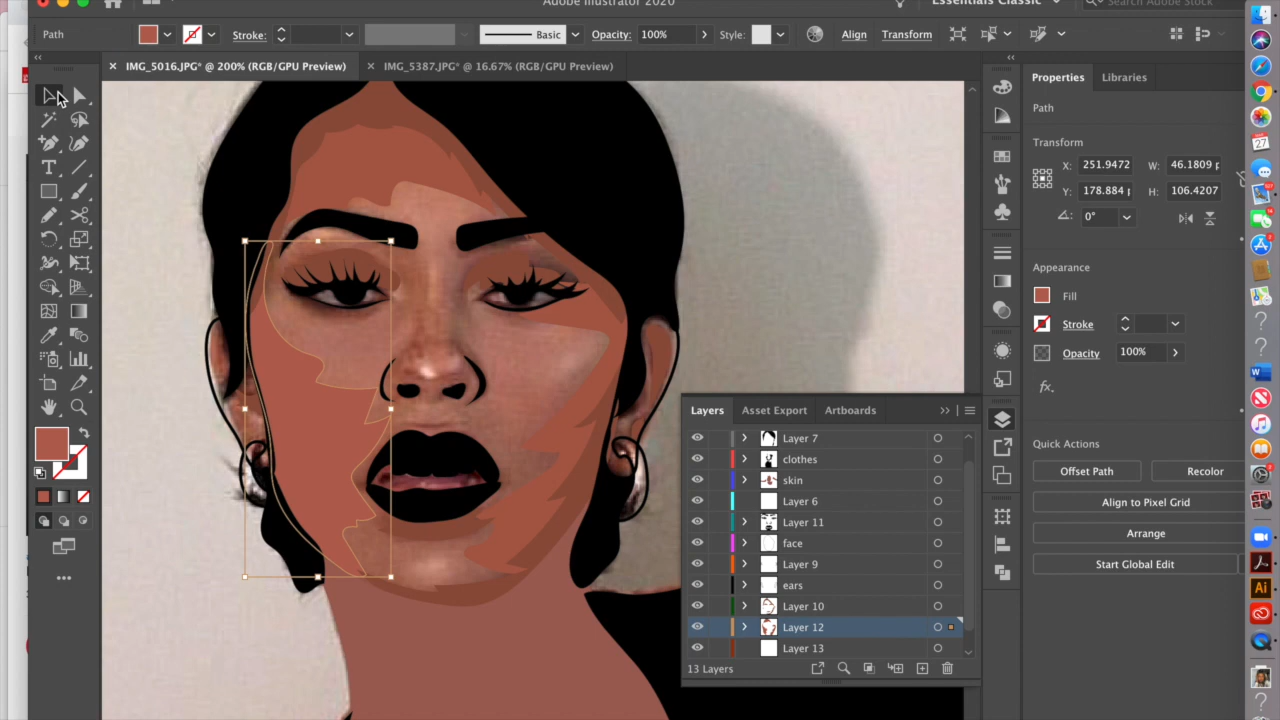 Adobe Illustrator 2020
Essentials Classic
Search Adobe Stock
Path
Stroke:
Basic
Opacity: 100%
Style:
Align
Transform
× IMG_5016.JPG* @ 200% (RGB/GPU Preview)
× IMG_5387.JPG* @ 16.67% (RGB/GPU Preview)
Properties
Libraries
Path
Transform
X: 251.9472
W: 46.1809 p
Y: 178.884 p
H: 106.4207
0°
Appearance
Fill
Stroke
Opacity 100%
fx.
Quick Actions
Offset Path
Recolor
Align to Pixel Grid
Arrange
Start Global Edit
Layers
Asset Export
Artboards
Layer 7
clothes
skin
Layer 6
Layer 11
face
Layer 9
ears
Layer 10
Layer 12
Layer 13
13 Layers